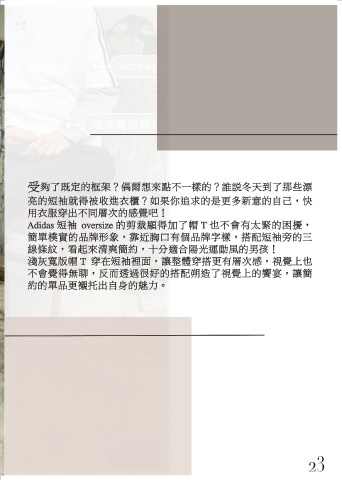 Adidas
受夠了既定的框架？偶爾想來點不一樣的？誰説冬天到了那些漂
亮的短袖就得被收進衣櫃？如果你追求的是更多新意的自己，快
用衣服穿出不同層次的感覺吧！
Adidas 短袖 oversize 的剪裁顯得加了帽 T 也不會有太緊的困擾，
簡單樸實的品牌形象，靠近胸口有個品牌字樣，搭配短袖旁的三
線條紋，看起來清爽簡約，十分適合陽光運動風的男孩！
淺灰寬版帽 T 穿在短袖裡面，讓整體穿搭更有層次感，視覺上也
不會覺得無聊，反而透過很好的搭配朔造了視覺上的饗宴，讓簡
約的單品更襯托出自身的魅力。
23